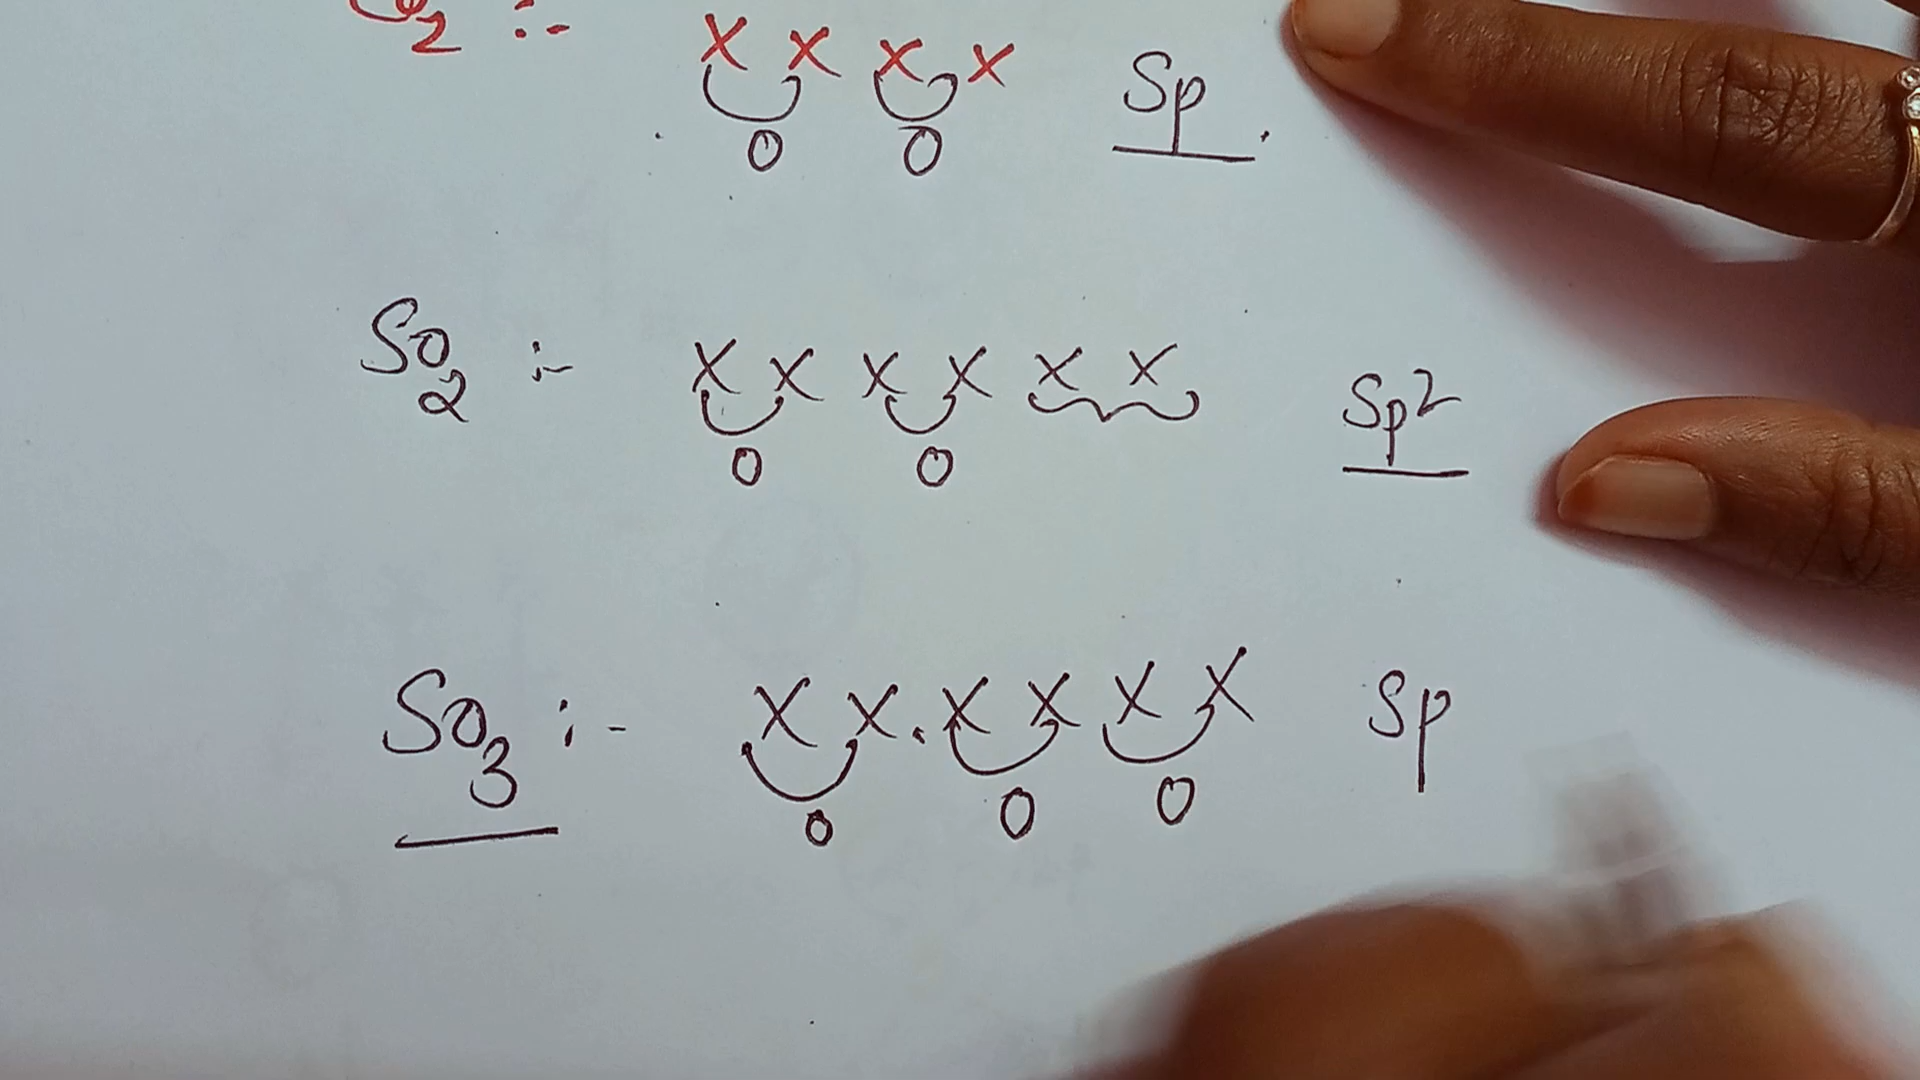 2 :- X X X X Sp.
O O
SO2 :- X X X X X X Sp2
O O
SO3 :- X X . X X X X Sp
O O O